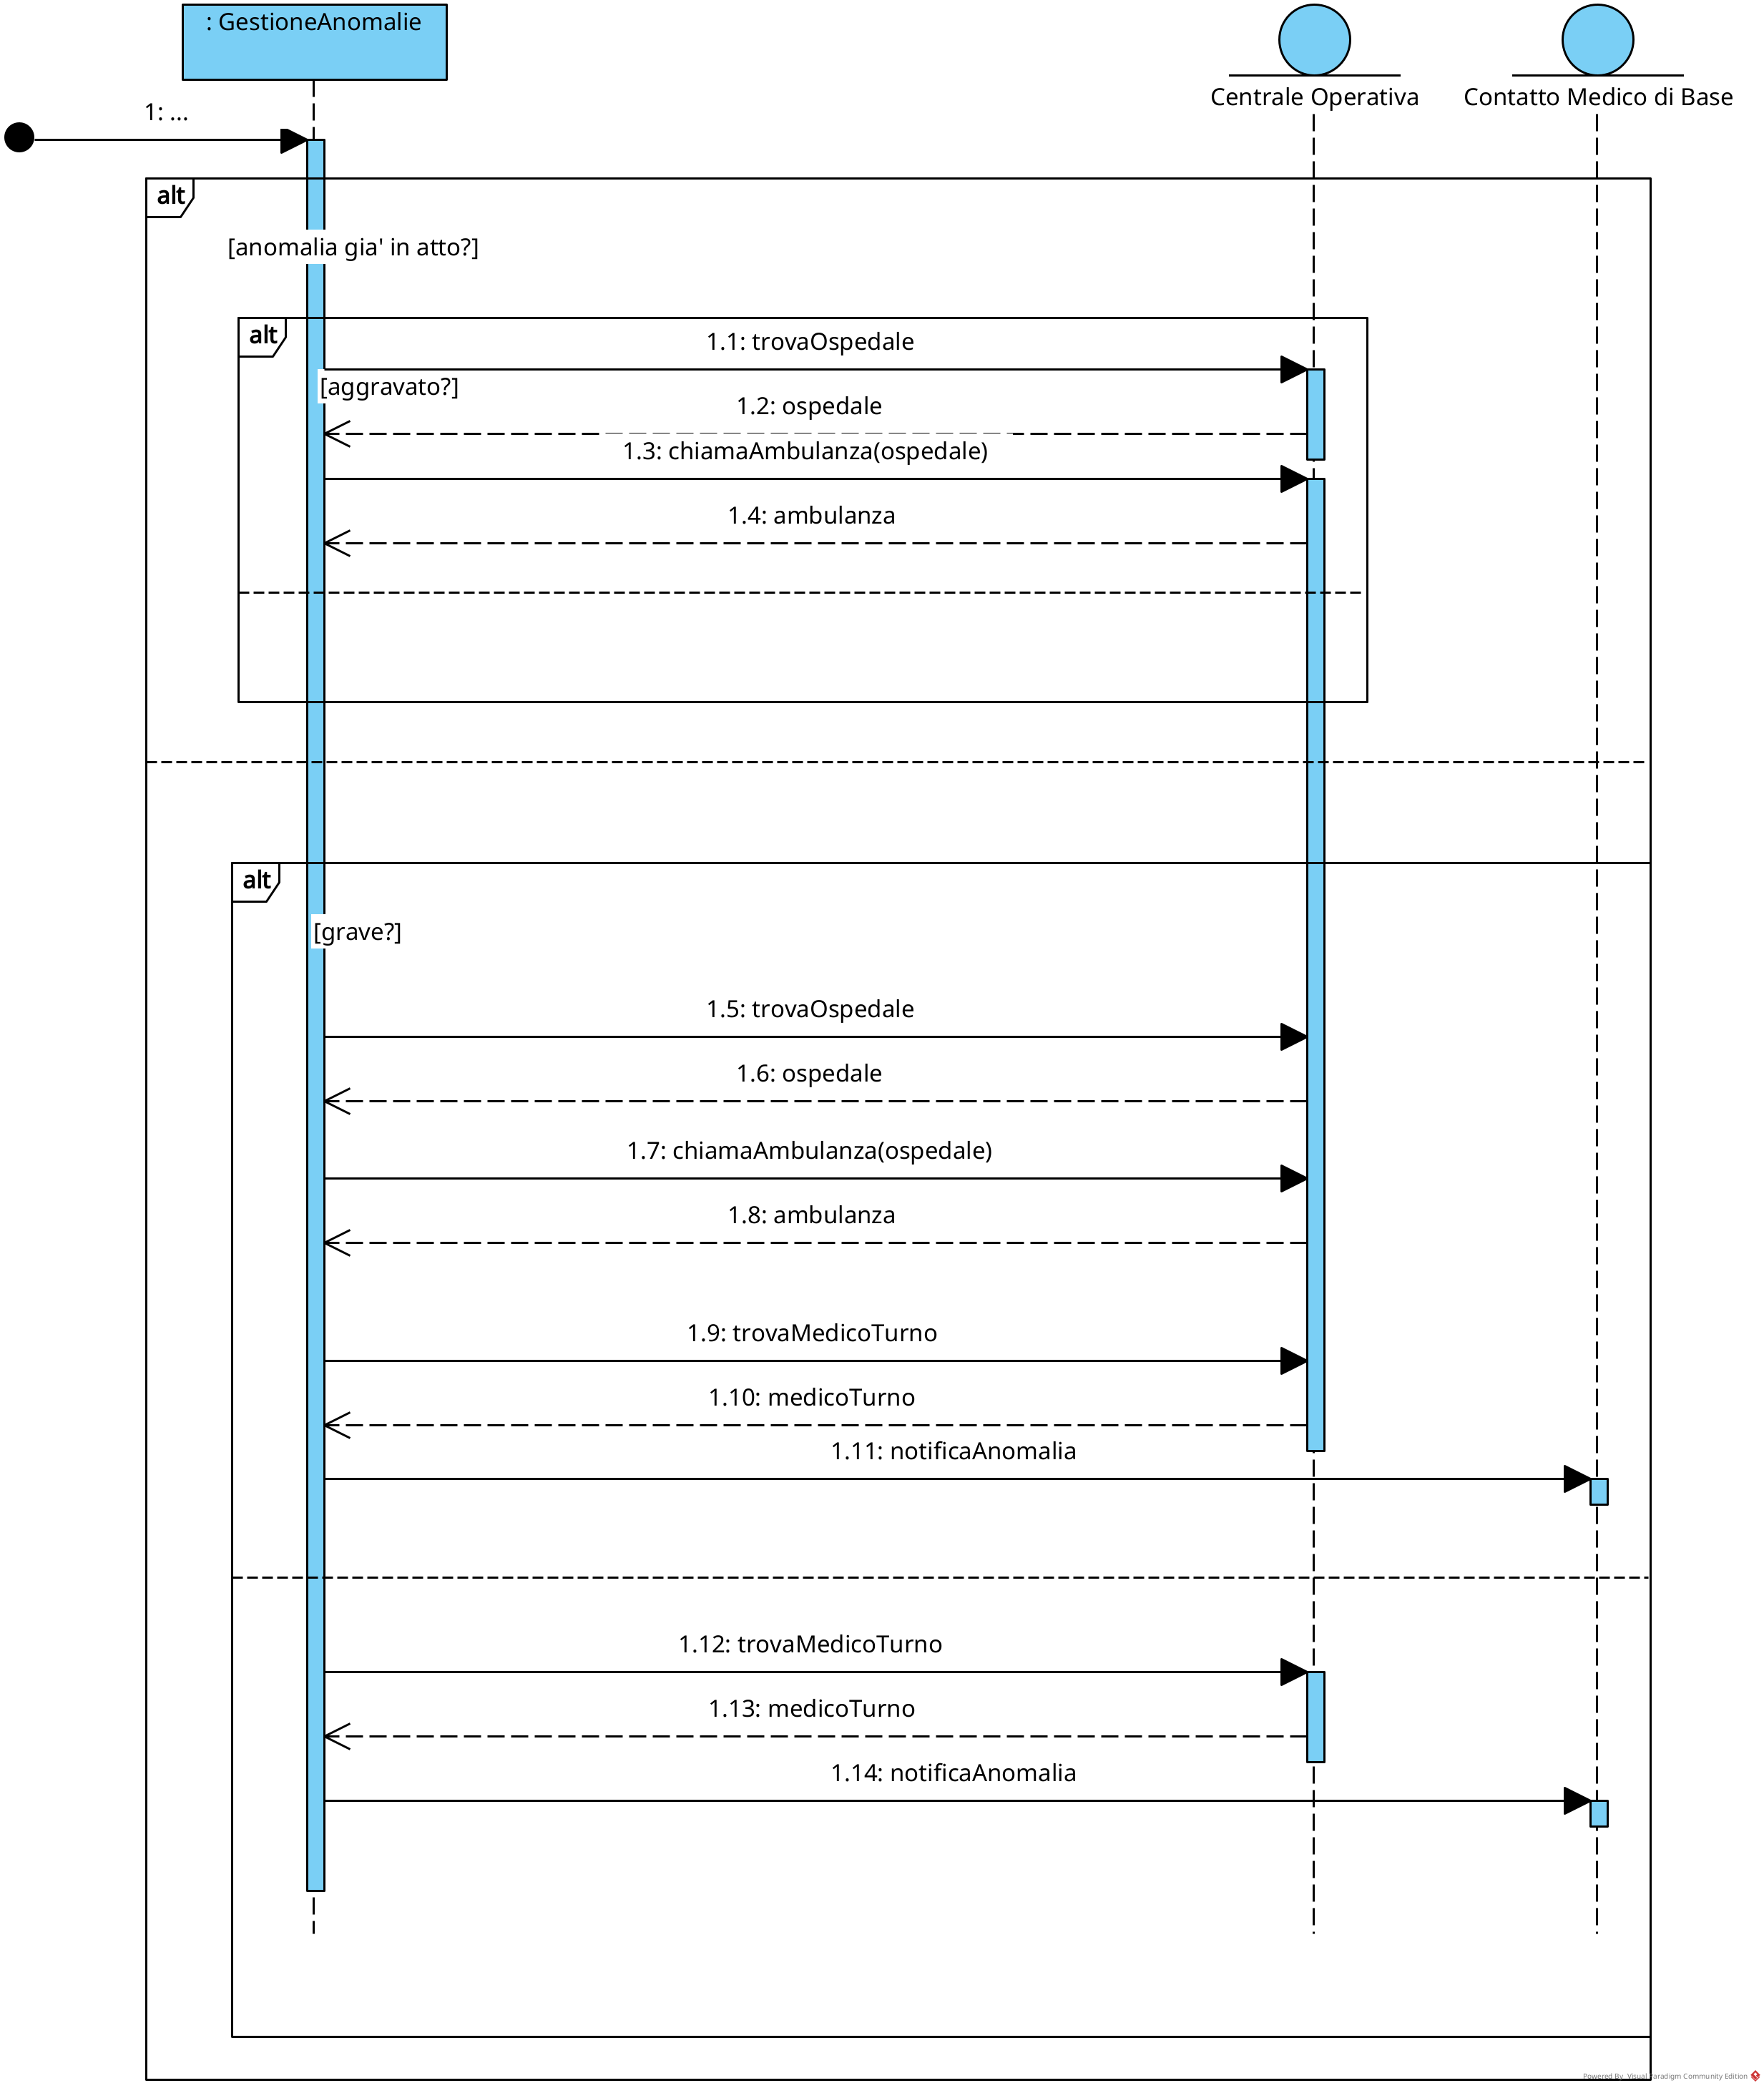 : GestioneAnomalie
Centrale Operativa
Contatto Medico di Base
1: ...
alt
[anomalia gia' in atto?]
alt
1.1: trovaOspedale
[aggravato?]
1.2: ospedale
1.3: chiamaAmbulanza(ospedale)
1.4: ambulanza
alt
[grave?]
1.5: trovaOspedale
1.6: ospedale
1.7: chiamaAmbulanza(ospedale)
1.8: ambulanza
1.9: trovaMedicoTurno
1.10: medicoTurno
1.11: notificaAnomalia
1.12: trovaMedicoTurno
1.13: medicoTurno
1.14: notificaAnomalia
Powered By Visual Paradigm Community Edition